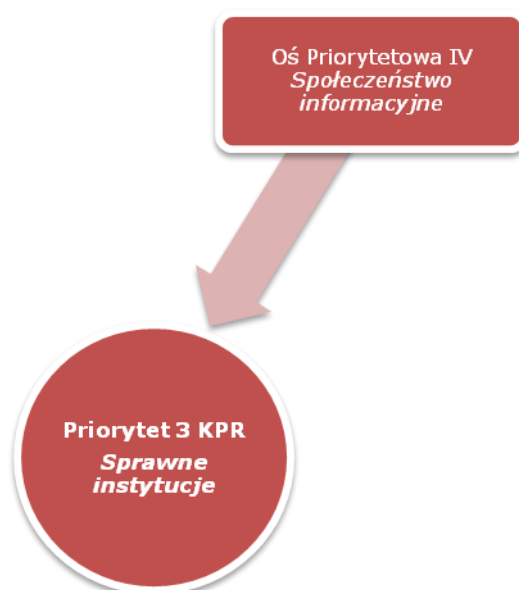 Oś Priorytetowa IV
Społeczeństwo
informacyjne
Priorytet 3 KPR
Sprawne
instytucje